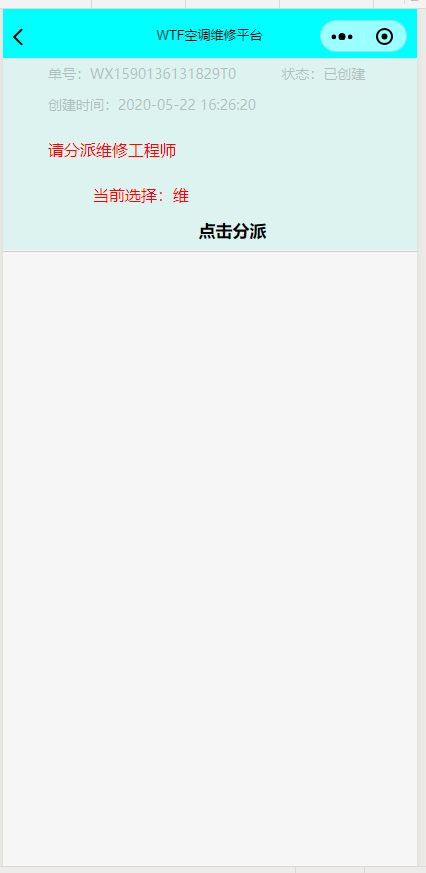 WTF空调维修平台
单号：WX1590136131829T0 状态：已创建
创建时间：2020-05-22 16:26:20
请分派维修工程师
当前选择：维
点击分派